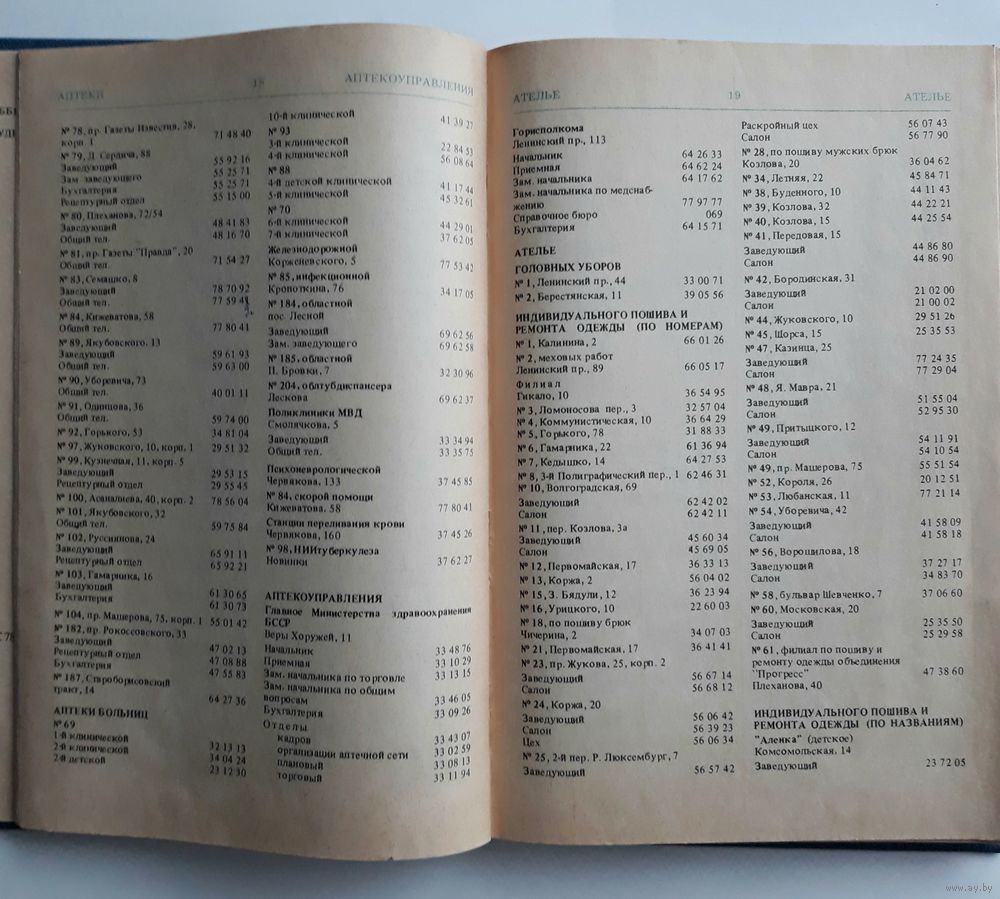 АПТЕКИ 18 АПТЕКОУПРАВЛЕНИЯ
№ 78, пр. Газеты Известия, 28,
корп 1 71 48 40
№ 79, Д. Сердича, 88
Заведующий 55 92 16
Зам заведующего 55 25 71
Бухгалтерия 55 25 71
Рецептурный отдел 55 15 00
№ 80, Плеханова, 72/54
Заведующий 48 41 83
Общий тел. 48 16 70
№ 81, пр. Газеты "Правда", 20
Общий тел. 71 54 27
№ 83, Семашко, 8
Заведующий 78 70 92
Общий тел. 77 59 48
№ 84, Кижеватова, 58
Общий тел. 77 80 41
№ 89, Якубовского, 13
Заведующий 59 61 93
Общий тел. 59 63 00
№ 90, Уборевича, 73
Общий тел. 40 01 11
№ 91, Одинцова, 36
Общий тел. 59 74 00
№ 92, Горького, 53 34 81 04
№ 97, Жуковского, 10, корп. 1 29 51 32
№ 99, Кузнечная, 11, корп. 5
Заведующий 29 53 15
Рецептурный отдел 29 55 45
№ 100, Асаналиева, 40, корп. 2 78 56 04
№ 101, Якубовского, 32
Общий тел. 59 75 84
№ 102, Руссиянова, 24
Заведующий 65 91 11
Рецептурный отдел 65 92 21
№ 103, Гамарника, 16
Заведующий 61 30 65
Бухгалтерия 61 30 73
№ 104, пр. Машерова, 75, корп. 1 55 01 42
№ 182, пр. Рокоссовского, 33
Заведующий 47 02 13
Рецептурный отдел 47 08 88
Бухгалтерия 47 55 83
№ 187, Староборисовский
тракт, 14 64 27 36
АПТЕКИ БОЛЬНИЦ
№ 69
1-й клинической 32 13 13
2-й клинической 34 04 24
2-й детской 23 12 30
10-й клинической 41 39 27
№ 93
3-й клинической 22 84 53
4-й клинической 56 08 64
№ 88
4-й детской клинической 41 17 44
5-й клинической 45 32 61
№ 70
6-й клинической 44 29 01
7-й клинической 37 62 05
Железнодорожной
Корженевского, 5 77 53 42
№ 85, инфекционной
Кропоткина, 76 34 17 05
№ 184, областной
пос. Лесной
Заведующий 69 62 56
Зам. заведующего 69 62 58
№ 185, областной
П. Бровки, 7 32 30 96
№ 204, облтубдиспансера
Лескова 69 62 37
Поликлиники МВД
Смолячкова, 5
Заведующий 33 34 94
Общий тел. 33 35 75
Психоневрологической
Червякова, 133 37 45 85
№ 84, скорой помощи
Кижеватова, 58 77 80 41
Станции переливания крови
Червякова, 160 37 45 26
№ 98, НИИтуберкулеза
Новинки 37 62 27
АПТЕКОУПРАВЛЕНИЯ
Главное Министерства здравоохранения
БССР
Веры Хоружей, 11
Начальник 33 48 76
Приемная 33 10 29
Зам. начальника по торговле 33 13 15
Зам. начальника по общим
вопросам 33 46 05
Бухгалтерия 33 09 26
Отделы
кадров 33 43 07
организации аптечной сети 33 02 59
плановый 33 08 13
торговый 33 11 94
АТЕЛЬЕ 19 АТЕЛЬЕ
Горисполкома
Ленинский пр., 113
Начальник 64 26 33
Приемная 64 62 24
Зам. начальника 64 17 62
Зам. начальника по медснаб-
жению 77 97 77
Справочное бюро 069
Бухгалтерия 64 15 71
АТЕЛЬЕ
ГОЛОВНЫХ УБОРОВ
№ 1, Ленинский пр., 44 33 00 71
№ 2, Берестянская, 11 39 05 56
ИНДИВИДУАЛЬНОГО ПОШИВА И
РЕМОНТА ОДЕЖДЫ (ПО НОМЕРАМ)
№ 1, Калинина, 2 66 01 26
№ 2, меховых работ
Ленинский пр., 89 66 05 17
Филиал
Гикало, 10 36 54 95
№ 3, Ломоносова пер., 3 32 57 04
№ 4, Коммунистическая, 10 36 64 29
№ 5, Горького, 78 31 88 33
№ 6, Гамарника, 22 61 36 94
№ 7, Кедышко, 14 64 27 53
№ 8, 3-й Полиграфический пер., 1 62 46 31
№ 10, Волгоградская, 69
Заведующий 62 42 02
Салон 62 42 11
№ 11, пер. Козлова, 3а
Заведующий 45 60 34
Салон 45 69 05
№ 12, Первомайская, 17 36 33 13
№ 13, Коржа, 2 56 04 02
№ 15, З. Бядули, 12 36 23 94
№ 16, Урицкого, 10 22 60 03
№ 18, по пошиву брюк
Чичерина, 2 34 07 03
№ 21, Первомайская, 17 36 41 41
№ 23, пр. Жукова, 25, корп. 2
Заведующий 56 67 14
Салон 56 68 12
№ 24, Коржа, 20
Заведующий 56 06 42
Салон 56 39 23
Цех 56 06 34
№ 25, 2-й пер. Р. Люксембург, 7
Заведующий 56 57 42
Раскройный цех 56 07 43
Салон 56 77 90
№ 28, по пошиву мужских брюк
Козлова, 20 36 04 62
№ 34, Летняя, 22 45 84 71
№ 38, Буденного, 10 44 11 43
№ 39, Козлова, 32 44 22 21
№ 40, Козлова, 15 44 25 54
№ 41, Передовая, 15
Заведующий 44 86 80
Салон 44 86 90
№ 42, Бородинская, 31
Заведующий 21 02 00
Салон 21 00 02
№ 44, Жуковского, 10 29 51 26
№ 45, Щорса, 15 25 35 53
№ 47, Казинца, 25
Заведующий 77 24 35
Салон 77 29 04
№ 48, Я. Мавра, 21
Заведующий 51 55 04
Салон 52 95 30
№ 49, Притыцкого, 12
Заведующий 54 11 91
Салон 54 10 54
№ 49, пр. Машерова, 75 55 51 54
№ 52, Короля, 26 20 12 51
№ 53, Любанская, 11 77 21 14
№ 54, Уборевича, 42
Заведующий 41 58 09
Салон 41 58 18
№ 56, Ворошилова, 18
Заведующий 37 27 17
Салон 34 83 70
№ 58, бульвар Шевченко, 7 37 06 60
№ 60, Московская, 20
Заведующий 25 35 50
Салон 25 29 58
№ 61, филиал по пошиву и
ремонту одежды объединения
"Прогресс"
Плеханова, 40 47 38 60
ИНДИВИДУАЛЬНОГО ПОШИВА И
РЕМОНТА ОДЕЖДЫ (ПО НАЗВАНИЯМ)
"Аленка" (детское)
Комсомольская, 14
Заведующий 23 72 05
www.ay.by